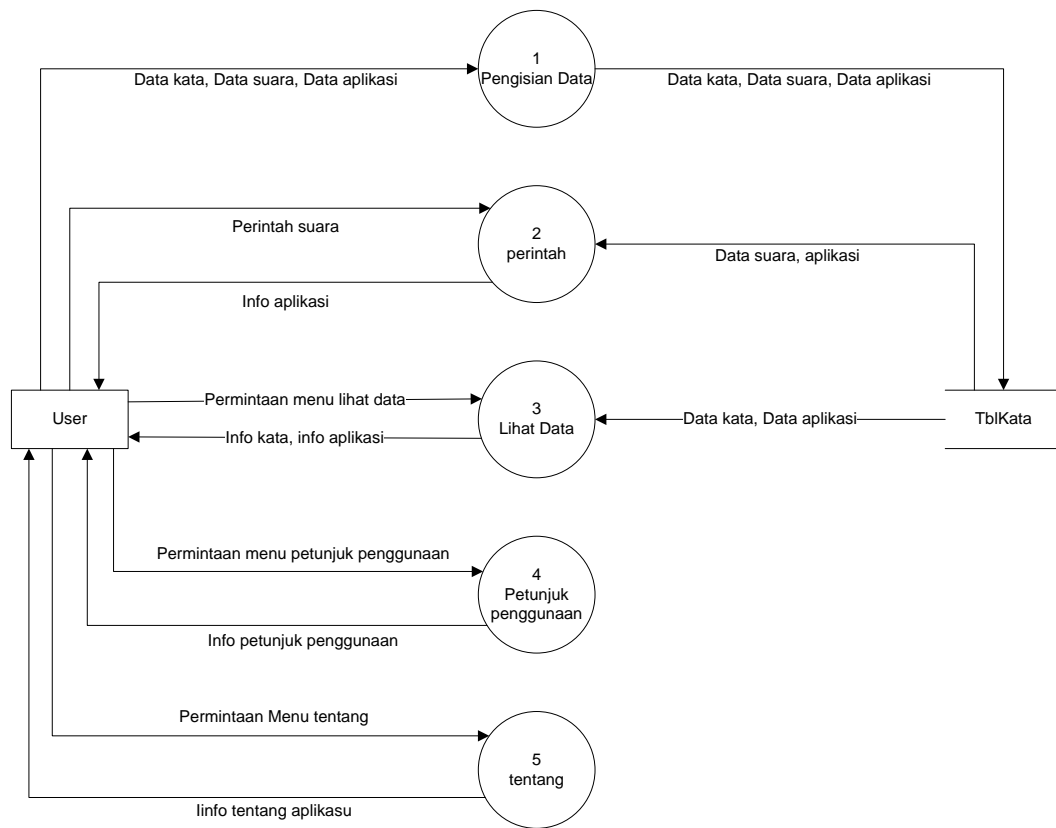 1
Pengisian Data
Data kata, Data suara, Data aplikasi
Data kata, Data suara, Data aplikasi
Perintah suara
2
perintah
Data suara, aplikasi
Info aplikasi
User
Permintaan menu lihat data
Info kata, info aplikasi
3
Lihat Data
Data kata, Data aplikasi
TblKata
Permintaan menu petunjuk penggunaan
4
Petunjuk
penggunaan
Info petunjuk penggunaan
Permintaan Menu tentang
5
tentang
Iinfo tentang aplikasu